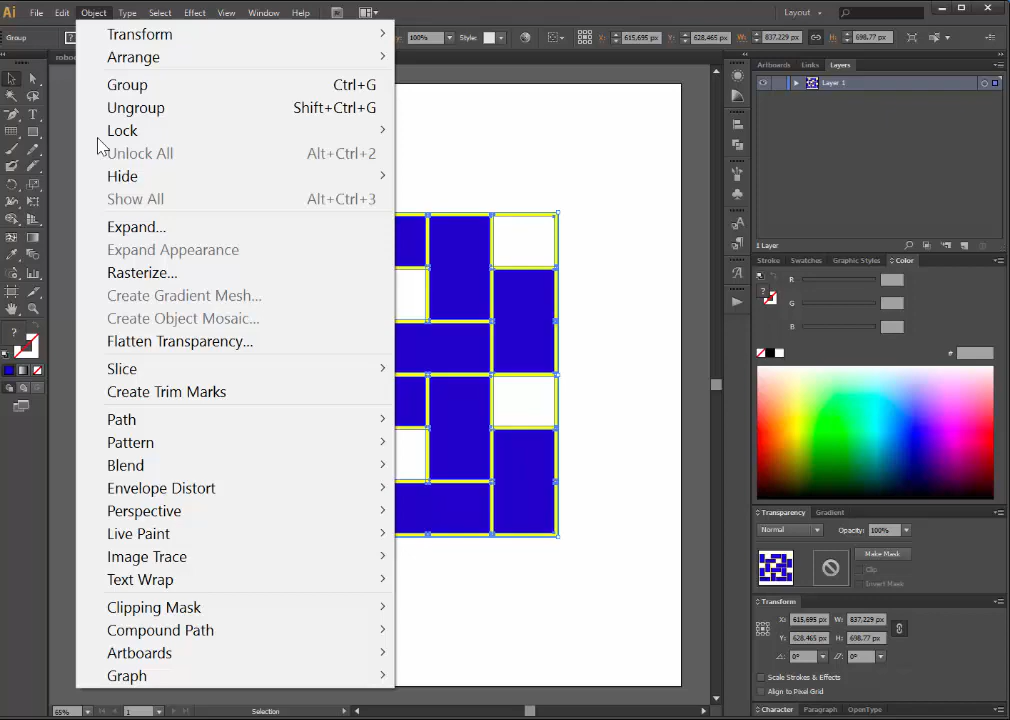 Ai File Edit Object Type Select Effect View Window Help Layout
Group ? 100% Style: X: 615,695 px Y: 628,465 px W: 837,229 px H: 698,77 px
Transform
Arrange
Group Ctrl+G
Ungroup Shift+Ctrl+G
Lock
Unlock All Alt+Ctrl+2
Hide
Show All Alt+Ctrl+3
Expand...
Expand Appearance
Rasterize...
Create Gradient Mesh...
Create Object Mosaic...
Flatten Transparency...
Slice
Create Trim Marks
Path
Pattern
Blend
Envelope Distort
Perspective
Live Paint
Image Trace
Text Wrap
Clipping Mask
Compound Path
Artboards
Graph
65% 1 Selection
Artboards Links Layers
Layer 1
1 Layer
Stroke Swatches Graphic Styles Color
R
G
B
#
Transparency Gradient
Normal Opacity: 100%
Make Mask
Clip
Invert Mask
Transform
X: 615,695 px W: 837,229 px
Y: 628,465 px H: 698,77 px
0° 0°
Scale Strokes & Effects
Align to Pixel Grid
Character Paragraph OpenType